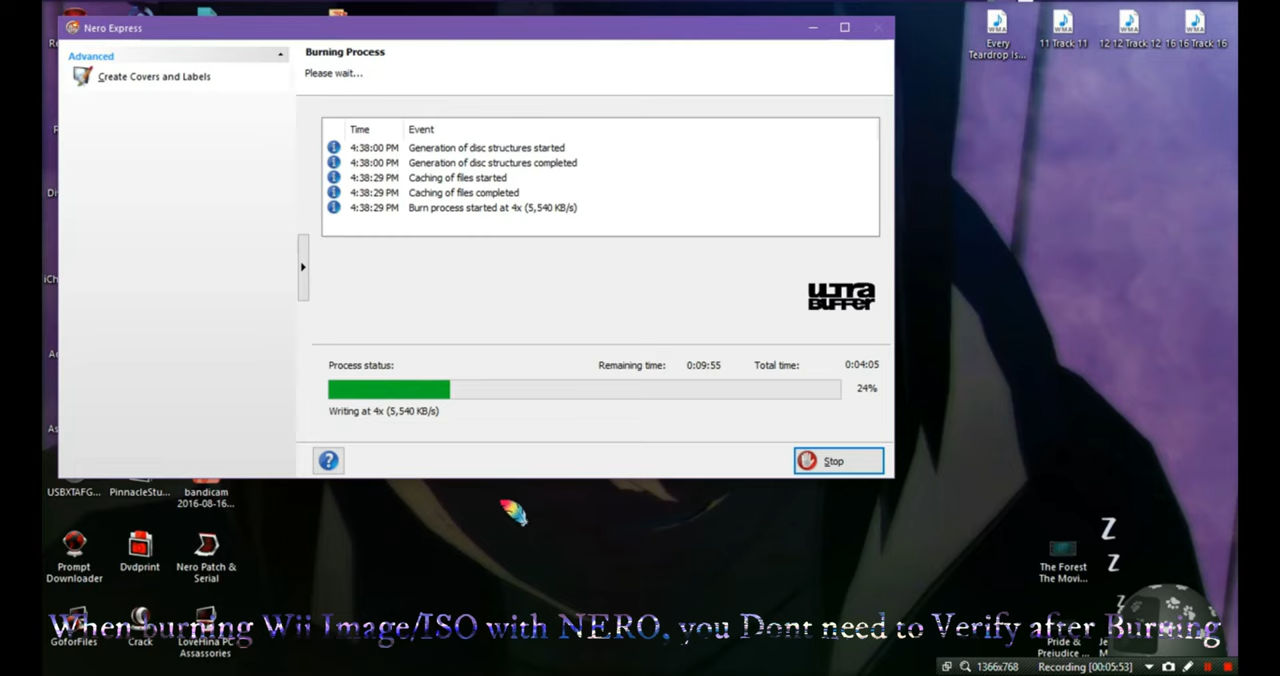 Nero Express
Advanced
Create Covers and Labels
Burning Process
Please wait...
Time Event
4:38:00 PM Generation of disc structures started
4:38:00 PM Generation of disc structures completed
4:38:29 PM Caching of files started
4:38:29 PM Caching of files completed
4:38:29 PM Burn process started at 4x (5,540 KB/s)
ULTRA
BUFFER
Process status: Remaining time: 0:09:55 Total time: 0:04:05
24%
Writing at 4x (5,540 KB/s)
Stop
WMA WMA WMA WMA
Every
Teardrop Is...
11 Track 11
12 12 Track 12
16 16 Track 16
USBXTAFG...
PinnacleStu...
bandicam
2016-08-16...
Prompt
Downloader
Dvdprint
Nero Patch &
Serial
The Forest
The Movi...
Z
Z
Z
When burning Wii Image/ISO with NERO, you Dont need to Verify after Burning
GoforFiles
Crack
LoveHina PC
Assassories
Pride &
Prejudice ...
1366x768 Recording [00:05:53]